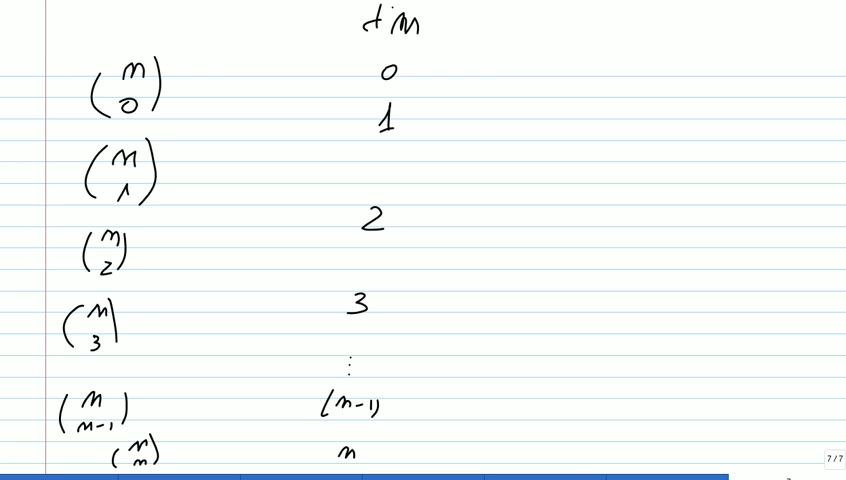 dim
(n 0) 0
(n 1) 1
(n 2) 2
(n 3) 3
⋮
(n n-1) (n-1)
(n n) n
7 / 7